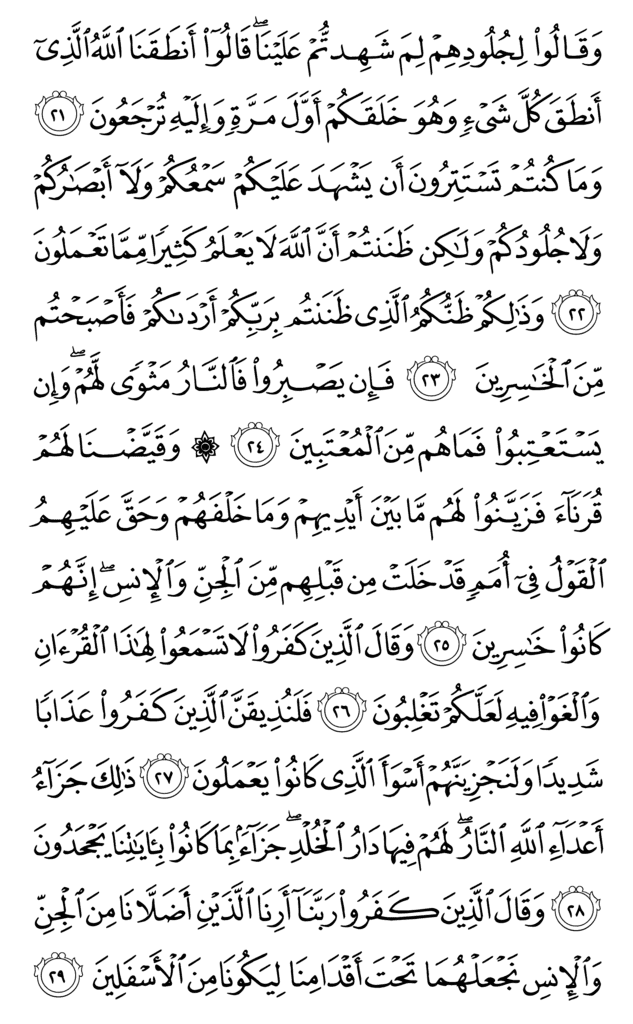 وَقَالُوا۟ لِجُلُودِهِمْ لِمَ شَهِدتُّمْ عَلَيْنَا ۖ قَالُوٓا۟ أَنطَقَنَا ٱللَّهُ ٱلَّذِىٓ
أَنطَقَ كُلَّ شَىْءٍ وَهُوَ خَلَقَكُمْ أَوَّلَ مَرَّةٍ وَإِلَيْهِ تُرْجَعُونَ ٢١
وَمَا كُنتُمْ تَسْتَتِرُونَ أَن يَشْهَدَ عَلَيْكُمْ سَمْعُكُمْ وَلَآ أَبْصَـٰرُكُمْ
وَلَا جُلُودُكُمْ وَلَـٰكِن ظَنَنتُمْ أَنَّ ٱللَّهَ لَا يَعْلَمُ كَثِيرًا مِّمَّا تَعْمَلُونَ
٢٢ وَذَٰلِكُمْ ظَنُّكُمُ ٱلَّذِى ظَنَنتُم بِرَبِّكُمْ أَرْدَىٰكُمْ فَأَصْبَحْتُم
مِّنَ ٱلْخَـٰسِرِينَ ٢٣ فَإِن يَصْبِرُوا۟ فَٱلنَّارُ مَثْوًى لَّهُمْ ۖ وَإِن
يَسْتَعْتِبُوا۟ فَمَا هُم مِّنَ ٱلْمُعْتَبِينَ ٢٤ ۞ وَقَيَّضْنَا لَهُمْ
قُرَنَآءَ فَزَيَّنُوا۟ لَهُم مَّا بَيْنَ أَيْدِيهِمْ وَمَا خَلْفَهُمْ وَحَقَّ عَلَيْهِمُ
ٱلْقَوْلُ فِىٓ أُمَمٍ قَدْ خَلَتْ مِن قَبْلِهِم مِّنَ ٱلْجِنِّ وَٱلْإِنسِ ۖ إِنَّهُمْ
كَانُوا۟ خَـٰسِرِينَ ٢٥ وَقَالَ ٱلَّذِينَ كَفَرُوا۟ لَا تَسْمَعُوا۟ لِهَـٰذَا ٱلْقُرْءَانِ
وَٱلْغَوْا۟ فِيهِ لَعَلَّكُمْ تَغْلِبُونَ ٢٦ فَلَنُذِيقَنَّ ٱلَّذِينَ كَفَرُوا۟ عَذَابًا
شَدِيدًا وَلَنَجْزِيَنَّهُمْ أَسْوَأَ ٱلَّذِى كَانُوا۟ يَعْمَلُونَ ٢٧ ذَٰلِكَ جَزَآءُ
أَعْدَآءِ ٱللَّهِ ٱلنَّارُ ۖ لَهُمْ فِيهَا دَارُ ٱلْخُلْدِ ۖ جَزَآءًۢ بِمَا كَانُوا۟ بِـَٔايَـٰتِنَا يَجْحَدُونَ
٢٨ وَقَالَ ٱلَّذِينَ كَفَرُوا۟ رَبَّنَآ أَرِنَا ٱلَّذَيْنِ أَضَلَّانَا مِنَ ٱلْجِنِّ
وَٱلْإِنسِ نَجْعَلْهُمَا تَحْتَ أَقْدَامِنَا لِيَكُونَا مِنَ ٱلْأَسْفَلِينَ ٢٩